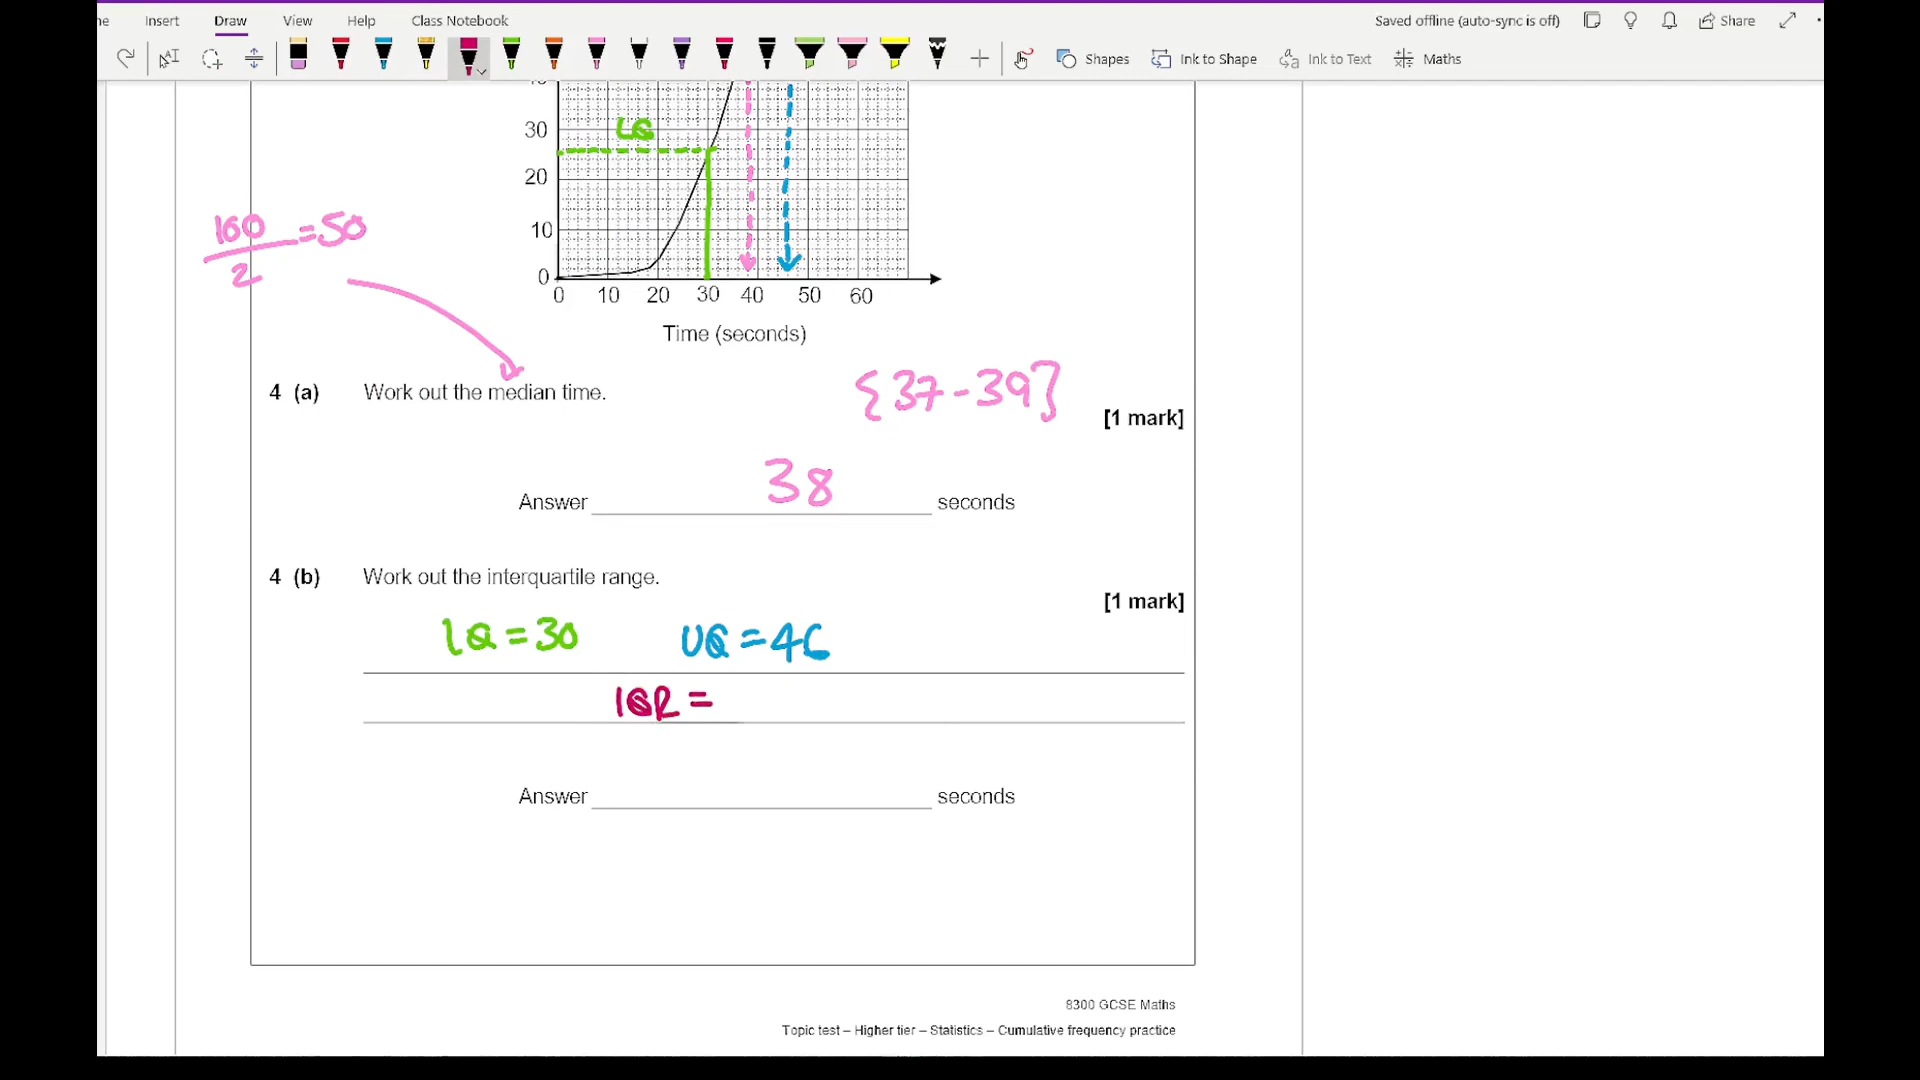 Insert Draw View Help Class Notebook Saved offline (auto-sync is off) Share
Shapes Ink to Shape Ink to Text Maths
30
LQ
20
10
0
0 10 20 30 40 50 60
Time (seconds)
100
2
=50
4 (a) Work out the median time.
{37-39}
[1 mark]
38
Answer seconds
4 (b) Work out the interquartile range.
[1 mark]
LQ = 30 UQ = 46
IQR =
Answer seconds
8300 GCSE Maths
Topic test – Higher tier – Statistics – Cumulative frequency practice